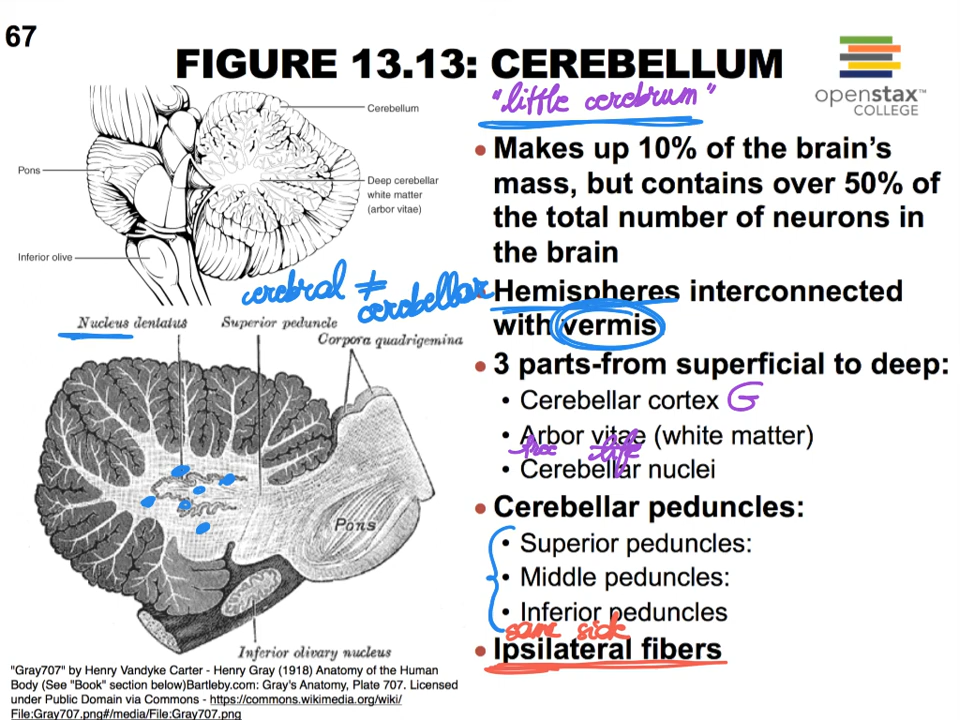 67
FIGURE 13.13: CEREBELLUM
openstax™
COLLEGE
"little cerebrum"
Cerebellum
Pons
Deep cerebellar
white matter
(arbor vitae)
Inferior olive
cerebral ≠
cerebellar
Nucleus dentatus
Superior peduncle
Corpora quadrigemina
Pons
Inferior olivary nucleus
"Gray707" by Henry Vandyke Carter - Henry Gray (1918) Anatomy of the Human
Body (See "Book" section below)Bartleby.com: Gray's Anatomy, Plate 707. Licensed
under Public Domain via Commons - https://commons.wikimedia.org/wiki/
File:Gray707.png#/media/File:Gray707.png
• Makes up 10% of the brain's
mass, but contains over 50% of
the total number of neurons in
the brain
• Hemispheres interconnected
with vermis
• 3 parts-from superficial to deep:
• Cerebellar cortex G
• Arbor vitae (white matter)
tree life
• Cerebellar nuclei
• Cerebellar peduncles:
• Superior peduncles:
• Middle peduncles:
• Inferior peduncles
same side
• Ipsilateral fibers